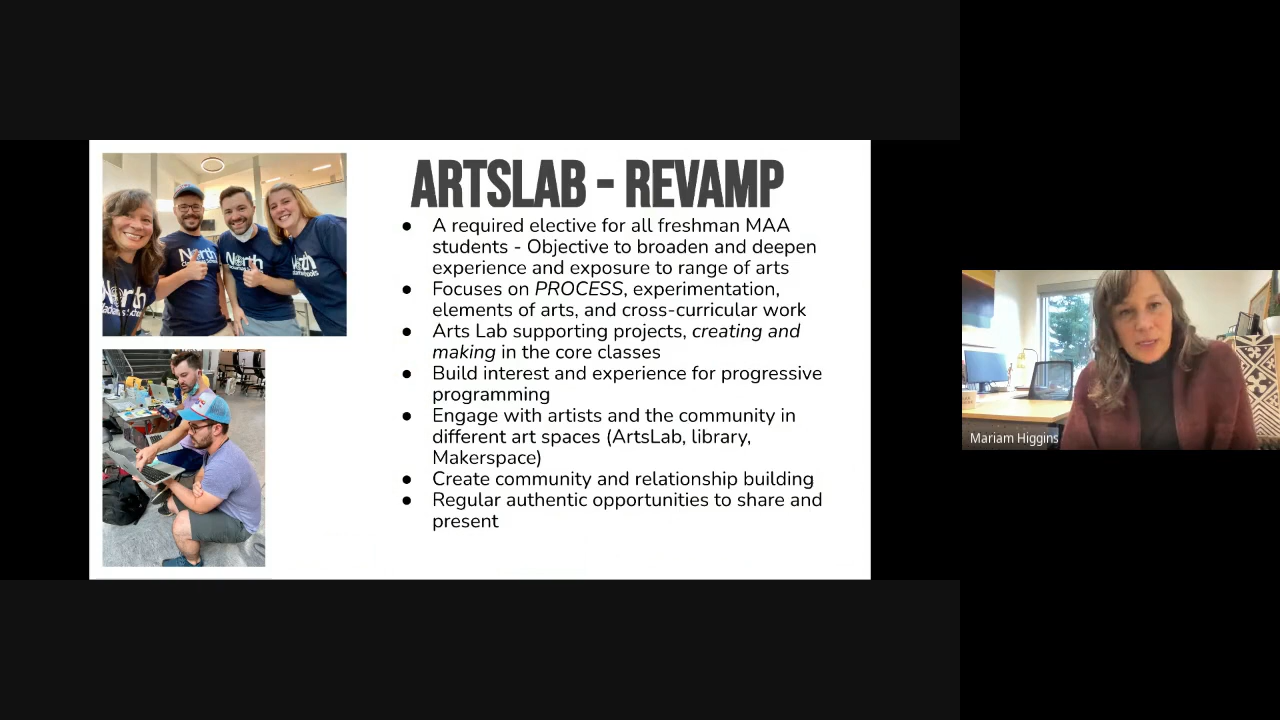 ARTSLAB - REVAMP
● A required elective for all freshman MAA
students - Objective to broaden and deepen
experience and exposure to range of arts
● Focuses on PROCESS, experimentation,
elements of arts, and cross-curricular work
● Arts Lab supporting projects, creating and
making in the core classes
● Build interest and experience for progressive
programming
● Engage with artists and the community in
different art spaces (ArtsLab, library,
Makerspace)
● Create community and relationship building
● Regular authentic opportunities to share and
present
North
North
North
North
Mariam Higgins